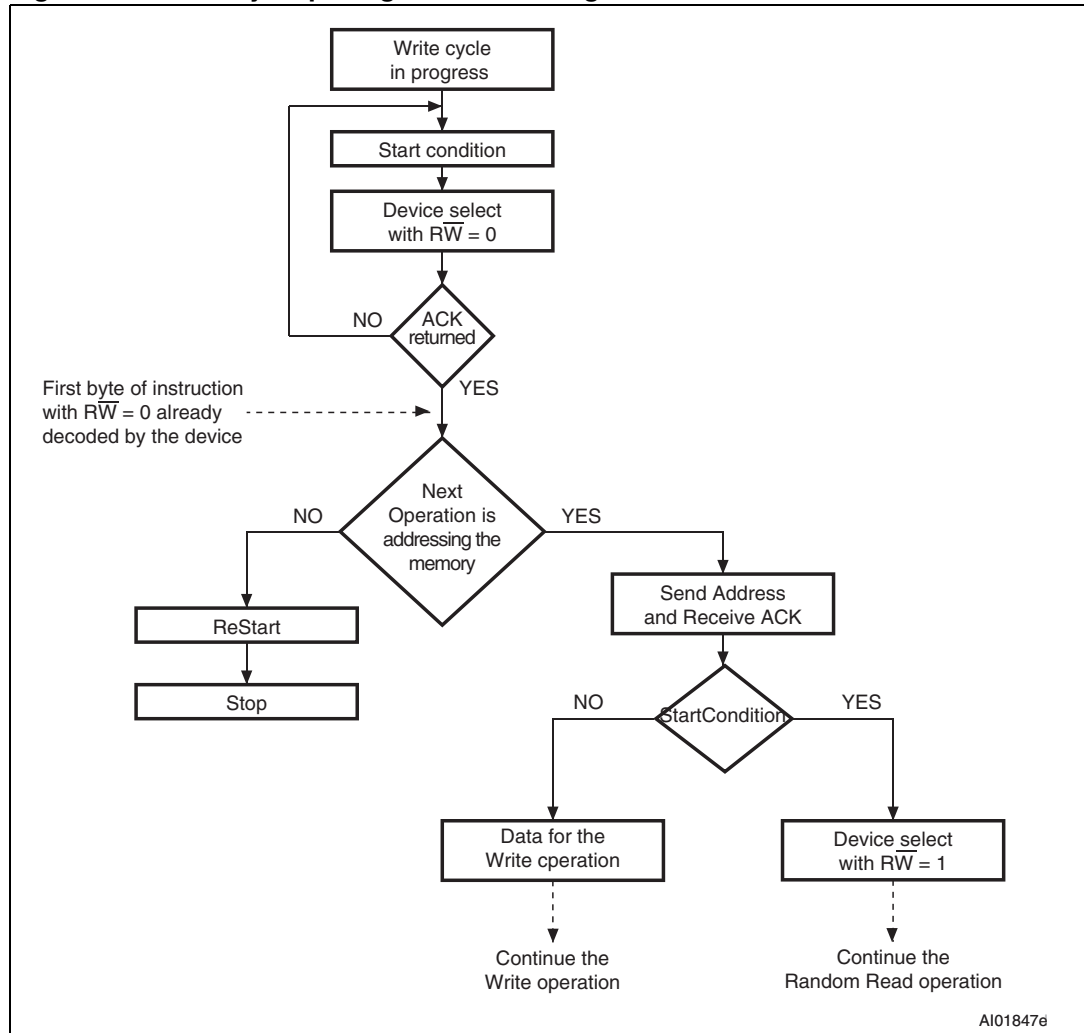 Write cycle
in progress
Start condition
Device select
with RW̅ = 0
NO
ACK
returned
YES
First byte of instruction
with RW̅ = 0 already
decoded by the device
Next
Operation is
addressing the
memory
NO
YES
ReStart
Stop
Send Address
and Receive ACK
StartCondition
NO
YES
Data for the
Write cperation
Device select
with RW̅ = 1
Continue the
Write operation
Continue the
Random Read operation
AI01847e